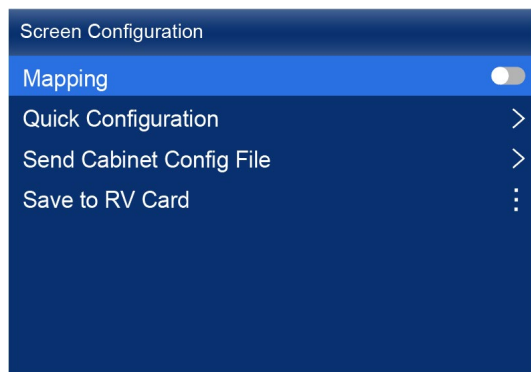 Screen Configuration
Mapping
Quick Configuration
Send Cabinet Config File
Save to RV Card